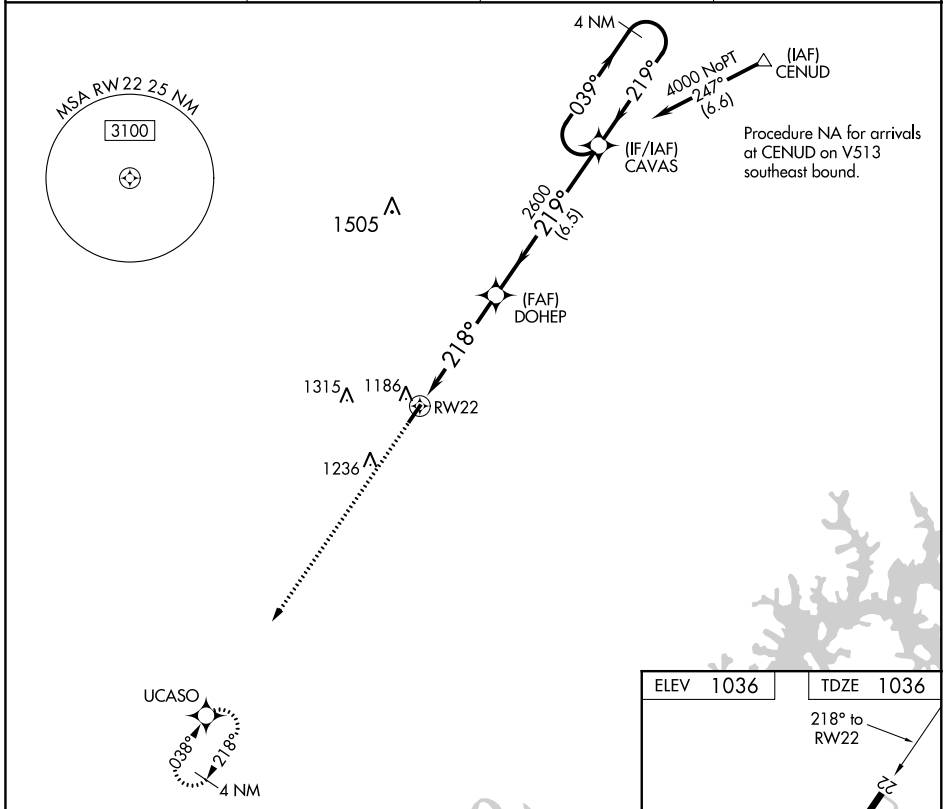 4 NM
MSA RW22 25 NM
3100
039°
219°
4000 NoPT
247°
(6.6)
(IAF)
CENUD
(IF/IAF)
CAVAS
Procedure NA for arrivals
at CENUD on V513
southeast bound.
1505
2600
219°
(6.5)
(FAF)
DOHEP
218°
1315
1186
RW22
1236
UCASO
038°
218°
4 NM
ELEV 1036
TDZE 1036
218° to
RW22
22